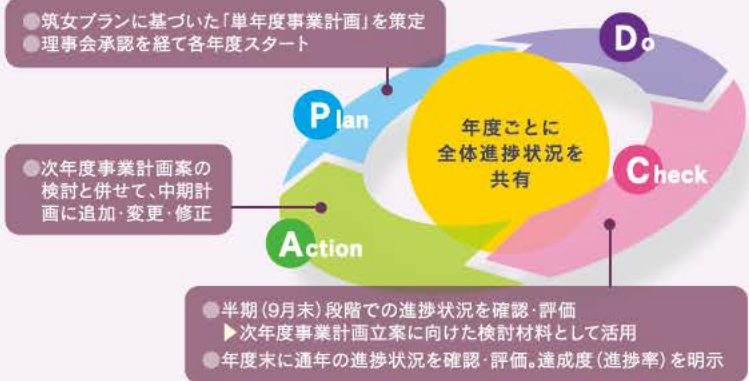 ●筑女プランに基づいた「単年度事業計画」を策定
●理事会承認を経て各年度スタート
Do
Plan
年度ごとに
全体進捗状況を
共有
●次年度事業計画案の
検討と併せて、中期計
画に追加・変更・修正
Check
Action
●半期(9月末)段階での進捗状況を確認・評価
▶次年度事業計画立案に向けた検討材料として活用
●年度末に通年の進捗状況を確認・評価。達成度(進捗率)を明示